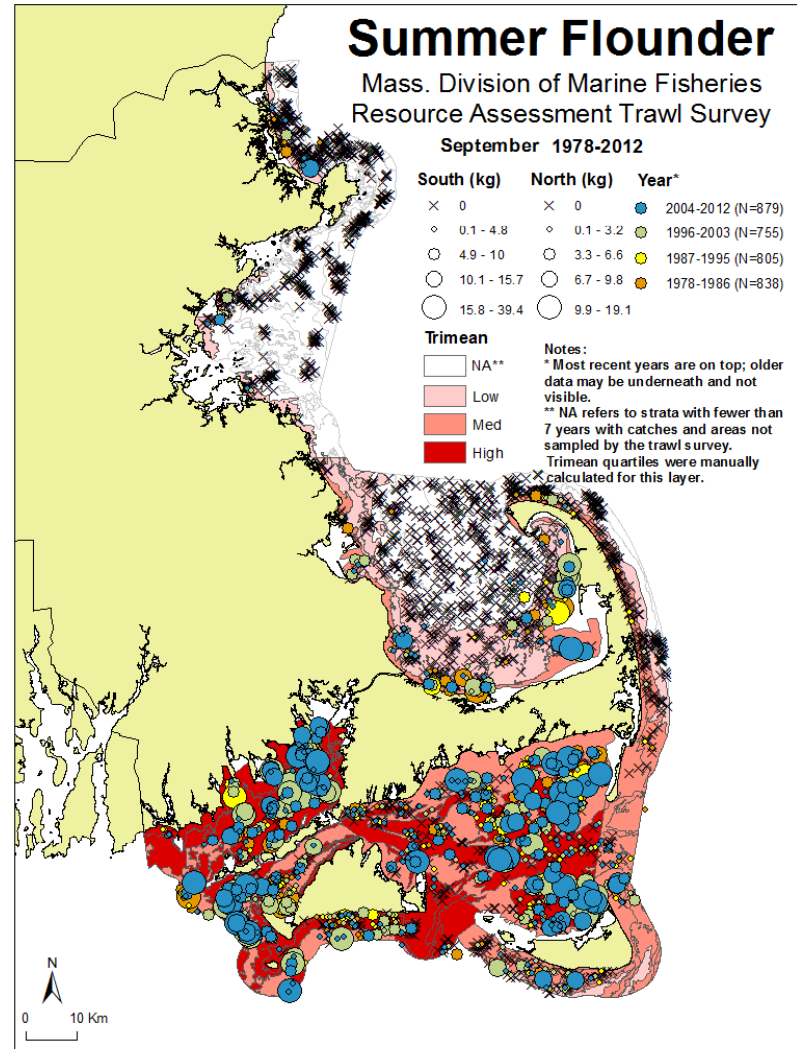 Summer Flounder
Mass. Division of Marine Fisheries
Resource Assessment Trawl Survey
September 1978-2012
South (kg) North (kg) Year*
0 0 2004-2012 (N=879)
0.1 - 4.8 0.1 - 3.2 1996-2003 (N=755)
4.9 - 10 3.3 - 6.6 1987-1995 (N=805)
10.1 - 15.7 6.7 - 9.8 1978-1986 (N=838)
15.8 - 39.4 9.9 - 19.1
Trimean
NA**
Low
Med
High
Notes:
* Most recent years are on top; older
data may be underneath and not
visible.
** NA refers to strata with fewer than
7 years with catches and areas not
sampled by the trawl survey.
Trimean quartiles were manually
calculated for this layer.
N
0 10 Km